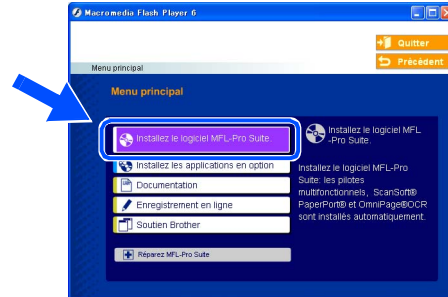 Macromedia Flash Player 6
Quitter
Précédent
Menu principal
Menu principal
Installez le logiciel MFL-Pro Suite.
Installez les applications en option
Documentation
Enregistrement en ligne
Soutien Brother
Réparez MFL-Pro Suite
Installez le logiciel MFL
-Pro Suite.
Installez le logiciel MFL-Pro
Suite: les pilotes
multifonctionnels, ScanSoft®
PaperPort® et OmniPage®OCR
sont installés automatiquement.